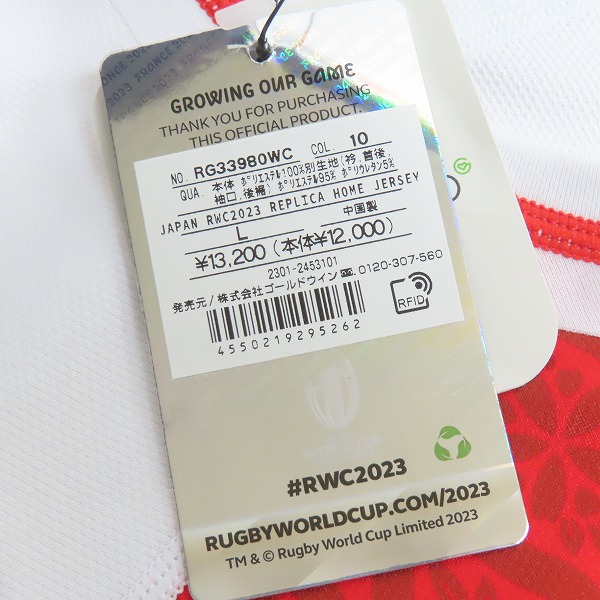 FRANCE 2023 FRANCE 2023
GROWING OUR GAME
THANK YOU FOR PURCHASING
THIS OFFICIAL PRODUCT.
NO. RG33980WC COL. 10
QUA. 本体 ポリエステル100%別生地(衿,首後,
袖口,後裾) ポリエステル95% ポリウレタン5%
JAPAN RWC2023 REPLICA HOME JERSEY
L 中国製
¥13,200(本体¥12,000)
2301-2453101
発売元/株式会社ゴールドウイン ☎.0120-307-560
RFID
4550219295262
#RWC2023
RUGBYWORLDCUP.COM/2023
TM & © Rugby World Cup Limited 2023